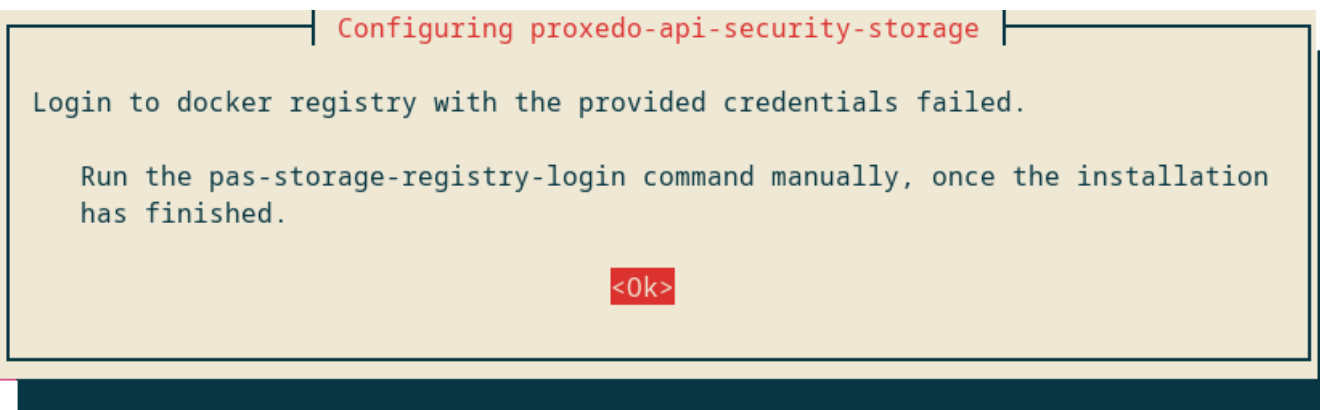 Configuring proxedo-api-security-storage
Login to docker registry with the provided credentials failed.
Run the pas-storage-registry-login command manually, once the installation
has finished.
<Ok>